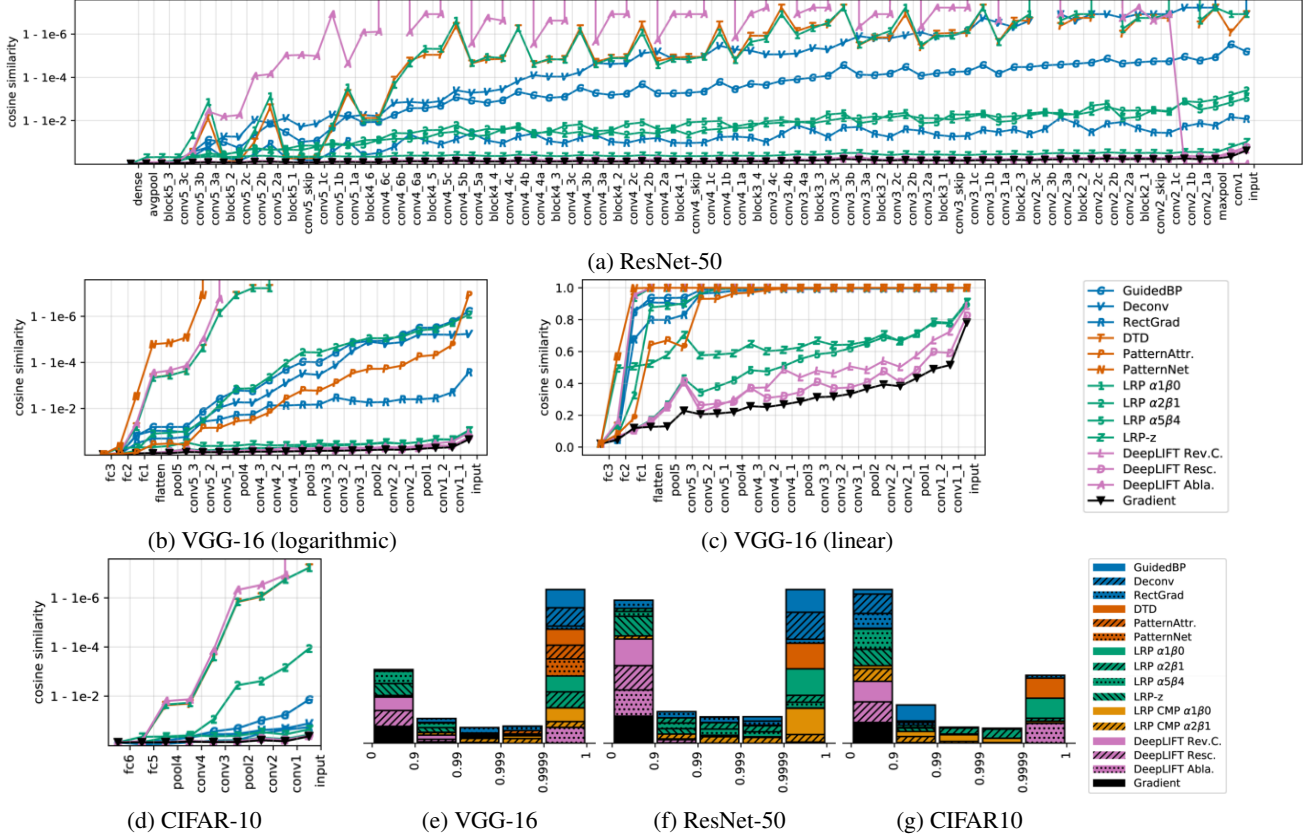 cosine similarity
1 - 1e-6
1 - 1e-4
1 - 1e-2
dense
avgpool
block5_3
conv5_3c
conv5_3b
conv5_3a
block5_2
conv5_2c
conv5_2b
conv5_2a
block5_1
conv5_skip
conv5_1c
conv5_1b
conv5_1a
block4_6
conv4_6c
conv4_6b
conv4_6a
block4_5
conv4_5c
conv4_5b
conv4_5a
block4_4
conv4_4c
conv4_4b
conv4_4a
block4_3
conv4_3c
conv4_3b
conv4_3a
block4_2
conv4_2c
conv4_2b
conv4_2a
block4_1
conv4_skip
conv4_1c
conv4_1b
conv4_1a
block3_4
conv3_4c
conv3_4b
conv3_4a
block3_3
conv3_3c
conv3_3b
conv3_3a
block3_2
conv3_2c
conv3_2b
conv3_2a
block3_1
conv3_skip
conv3_1c
conv3_1b
conv3_1a
block2_3
conv2_3c
conv2_3b
conv2_3a
block2_2
conv2_2c
conv2_2b
conv2_2a
block2_1
conv2_skip
conv2_1c
conv2_1b
conv2_1a
maxpool
conv1
input
(a) ResNet-50
cosine similarity
1 - 1e-6
1 - 1e-4
1 - 1e-2
fc3
fc2
fc1
flatten
pool5
conv5_3
conv5_2
conv5_1
pool4
conv4_3
conv4_2
conv4_1
pool3
conv3_3
conv3_2
conv3_1
pool2
conv2_2
conv2_1
pool1
conv1_2
conv1_1
input
(b) VGG-16 (logarithmic)
cosine similarity
1.0
0.8
0.6
0.4
0.2
0.0
fc3
fc2
fc1
flatten
pool5
conv5_3
conv5_2
conv5_1
pool4
conv4_3
conv4_2
conv4_1
pool3
conv3_3
conv3_2
conv3_1
pool2
conv2_2
conv2_1
pool1
conv1_2
conv1_1
input
(c) VGG-16 (linear)
GuidedBP
Deconv
RectGrad
DTD
PatternAttr.
PatternNet
LRP α1β0
LRP α2β1
LRP α5β4
LRP-z
DeepLIFT Rev.C.
DeepLIFT Resc.
DeepLIFT Abla.
Gradient
cosine similarity
1 - 1e-6
1 - 1e-4
1 - 1e-2
fc6
fc5
pool4
conv4
conv3
pool2
conv2
conv1
input
(d) CIFAR-10
0
0.9
0.99
0.999
0.9999
1
(e) VGG-16
0
0.9
0.99
0.999
0.9999
1
(f) ResNet-50
0
0.9
0.99
0.999
0.9999
1
(g) CIFAR10
GuidedBP
Deconv
RectGrad
DTD
PatternAttr.
PatternNet
LRP α1β0
LRP α2β1
LRP α5β4
LRP-z
LRP CMP α1β0
LRP CMP α2β1
DeepLIFT Rev.C.
DeepLIFT Resc.
DeepLIFT Abla.
Gradient